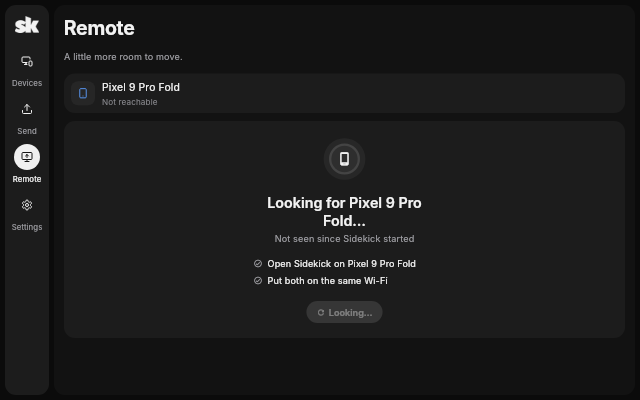 sk
Remote
A little more room to move.
Devices
Send
Remote
Settings
Pixel 9 Pro Fold
Not reachable
Looking for Pixel 9 Pro
Fold...
Not seen since Sidekick started
Open Sidekick on Pixel 9 Pro Fold
Put both on the same Wi-Fi
Looking...